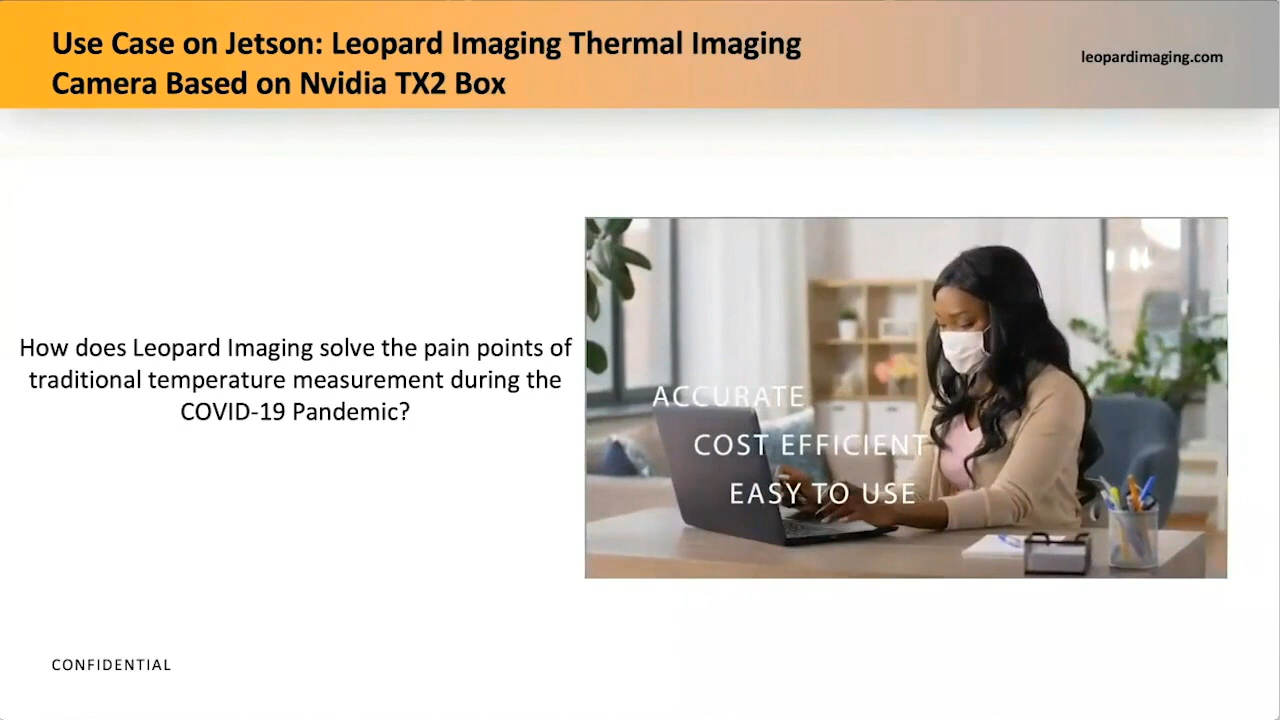 Use Case on Jetson: Leopard Imaging Thermal Imaging
Camera Based on Nvidia TX2 Box
leopardimaging.com
How does Leopard Imaging solve the pain points of
traditional temperature measurement during the
COVID-19 Pandemic?
ACCURATE
COST EFFICIENT
EASY TO USE
CONFIDENTIAL